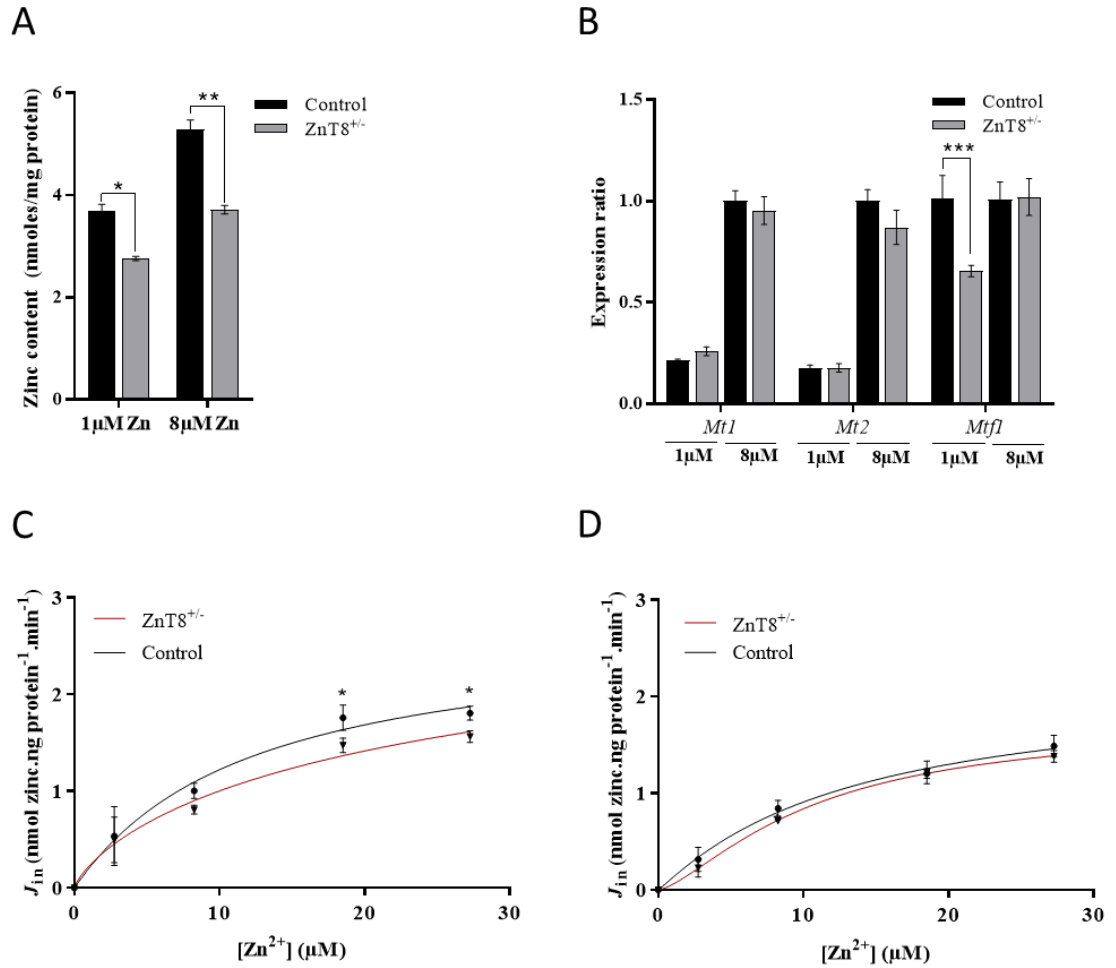 A
Zinc content (nmoles/mg protein)
6
4
2
0
Control
ZnT8+/-
*
**
1µM Zn
8µM Zn
B
Expression ratio
1.5
1.0
0.5
0.0
Control
ZnT8+/-
***
Mt1
Mt2
Mtf1
1µM
8µM
1µM
8µM
1µM
8µM
C
Jin (nmol zinc.ng protein-1.min-1)
3
2
1
0
ZnT8+/-
Control
*
*
0
10
20
30
[Zn2+] (µM)
D
Jin (nmol zinc.ng protein-1.min-1)
3
2
1
0
ZnT8+/-
Control
0
10
20
30
[Zn2+] (µM)